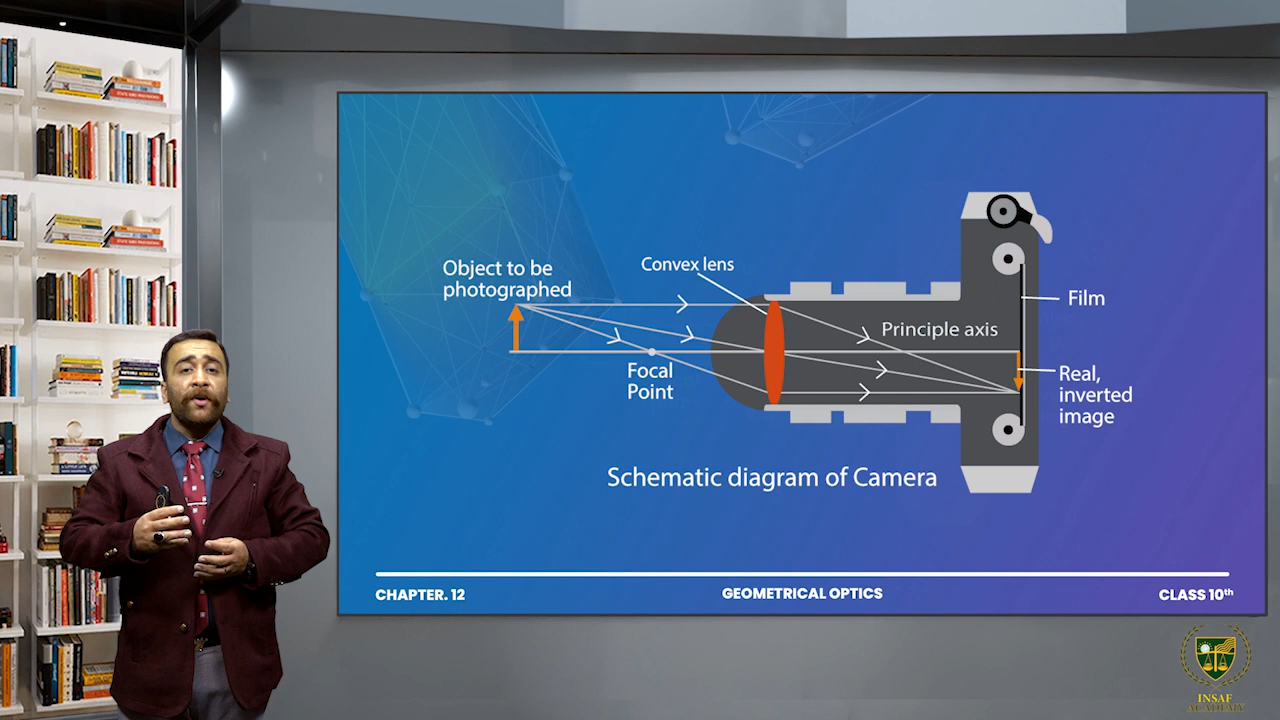 Object to be
photographed
Convex lens
Film
Principle axis
Focal
Point
Real,
inverted
image
Schematic diagram of Camera
CHAPTER. 12
GEOMETRICAL OPTICS
CLASS 10th
INSAF
ACADEMY